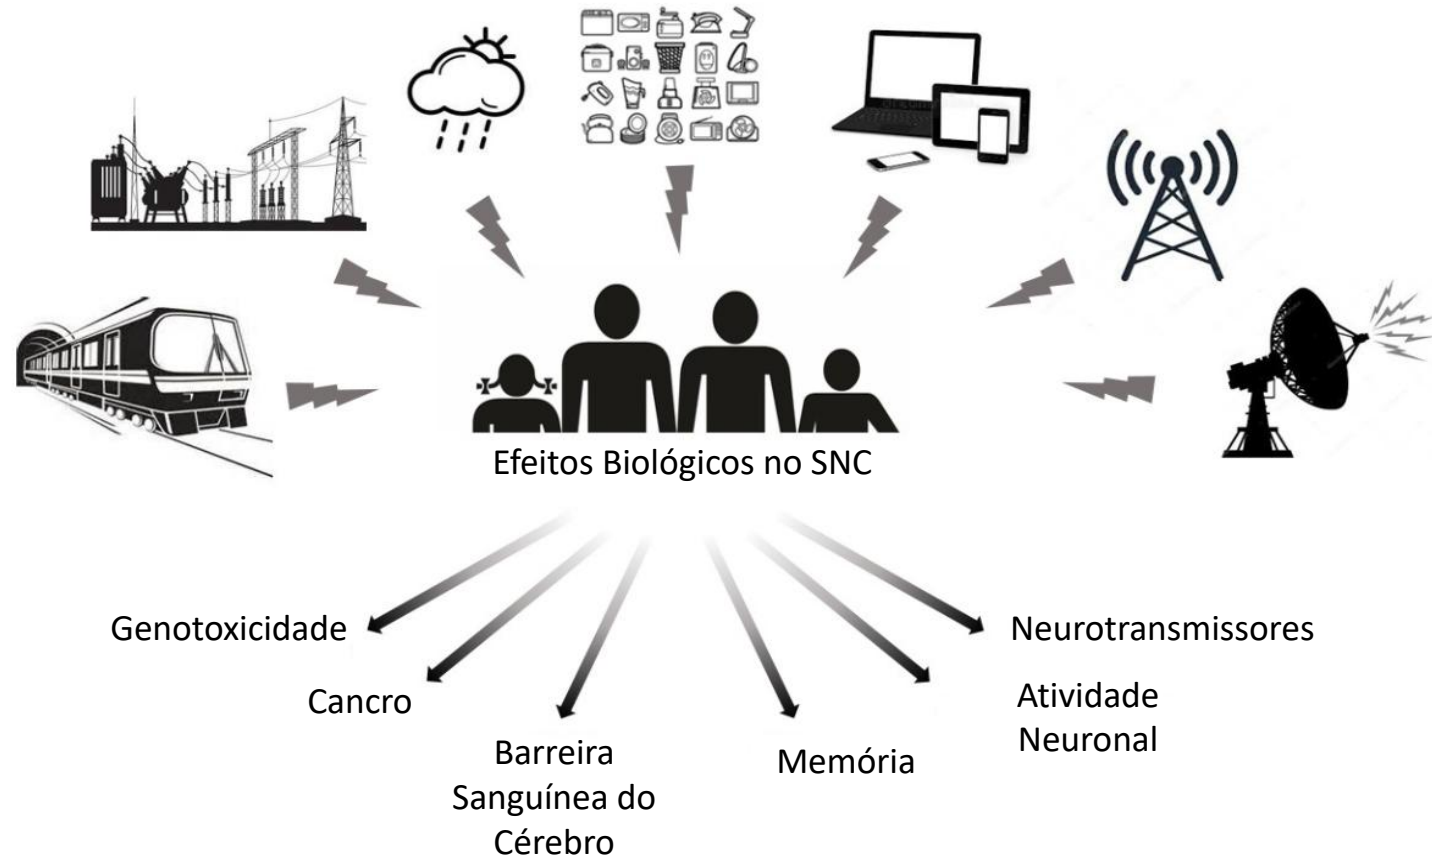 Efeitos Biológicos no SNC
Genotoxicidade
Cancro
Barreira
Sanguínea do
Cérebro
Memória
Atividade
Neuronal
Neurotransmissores